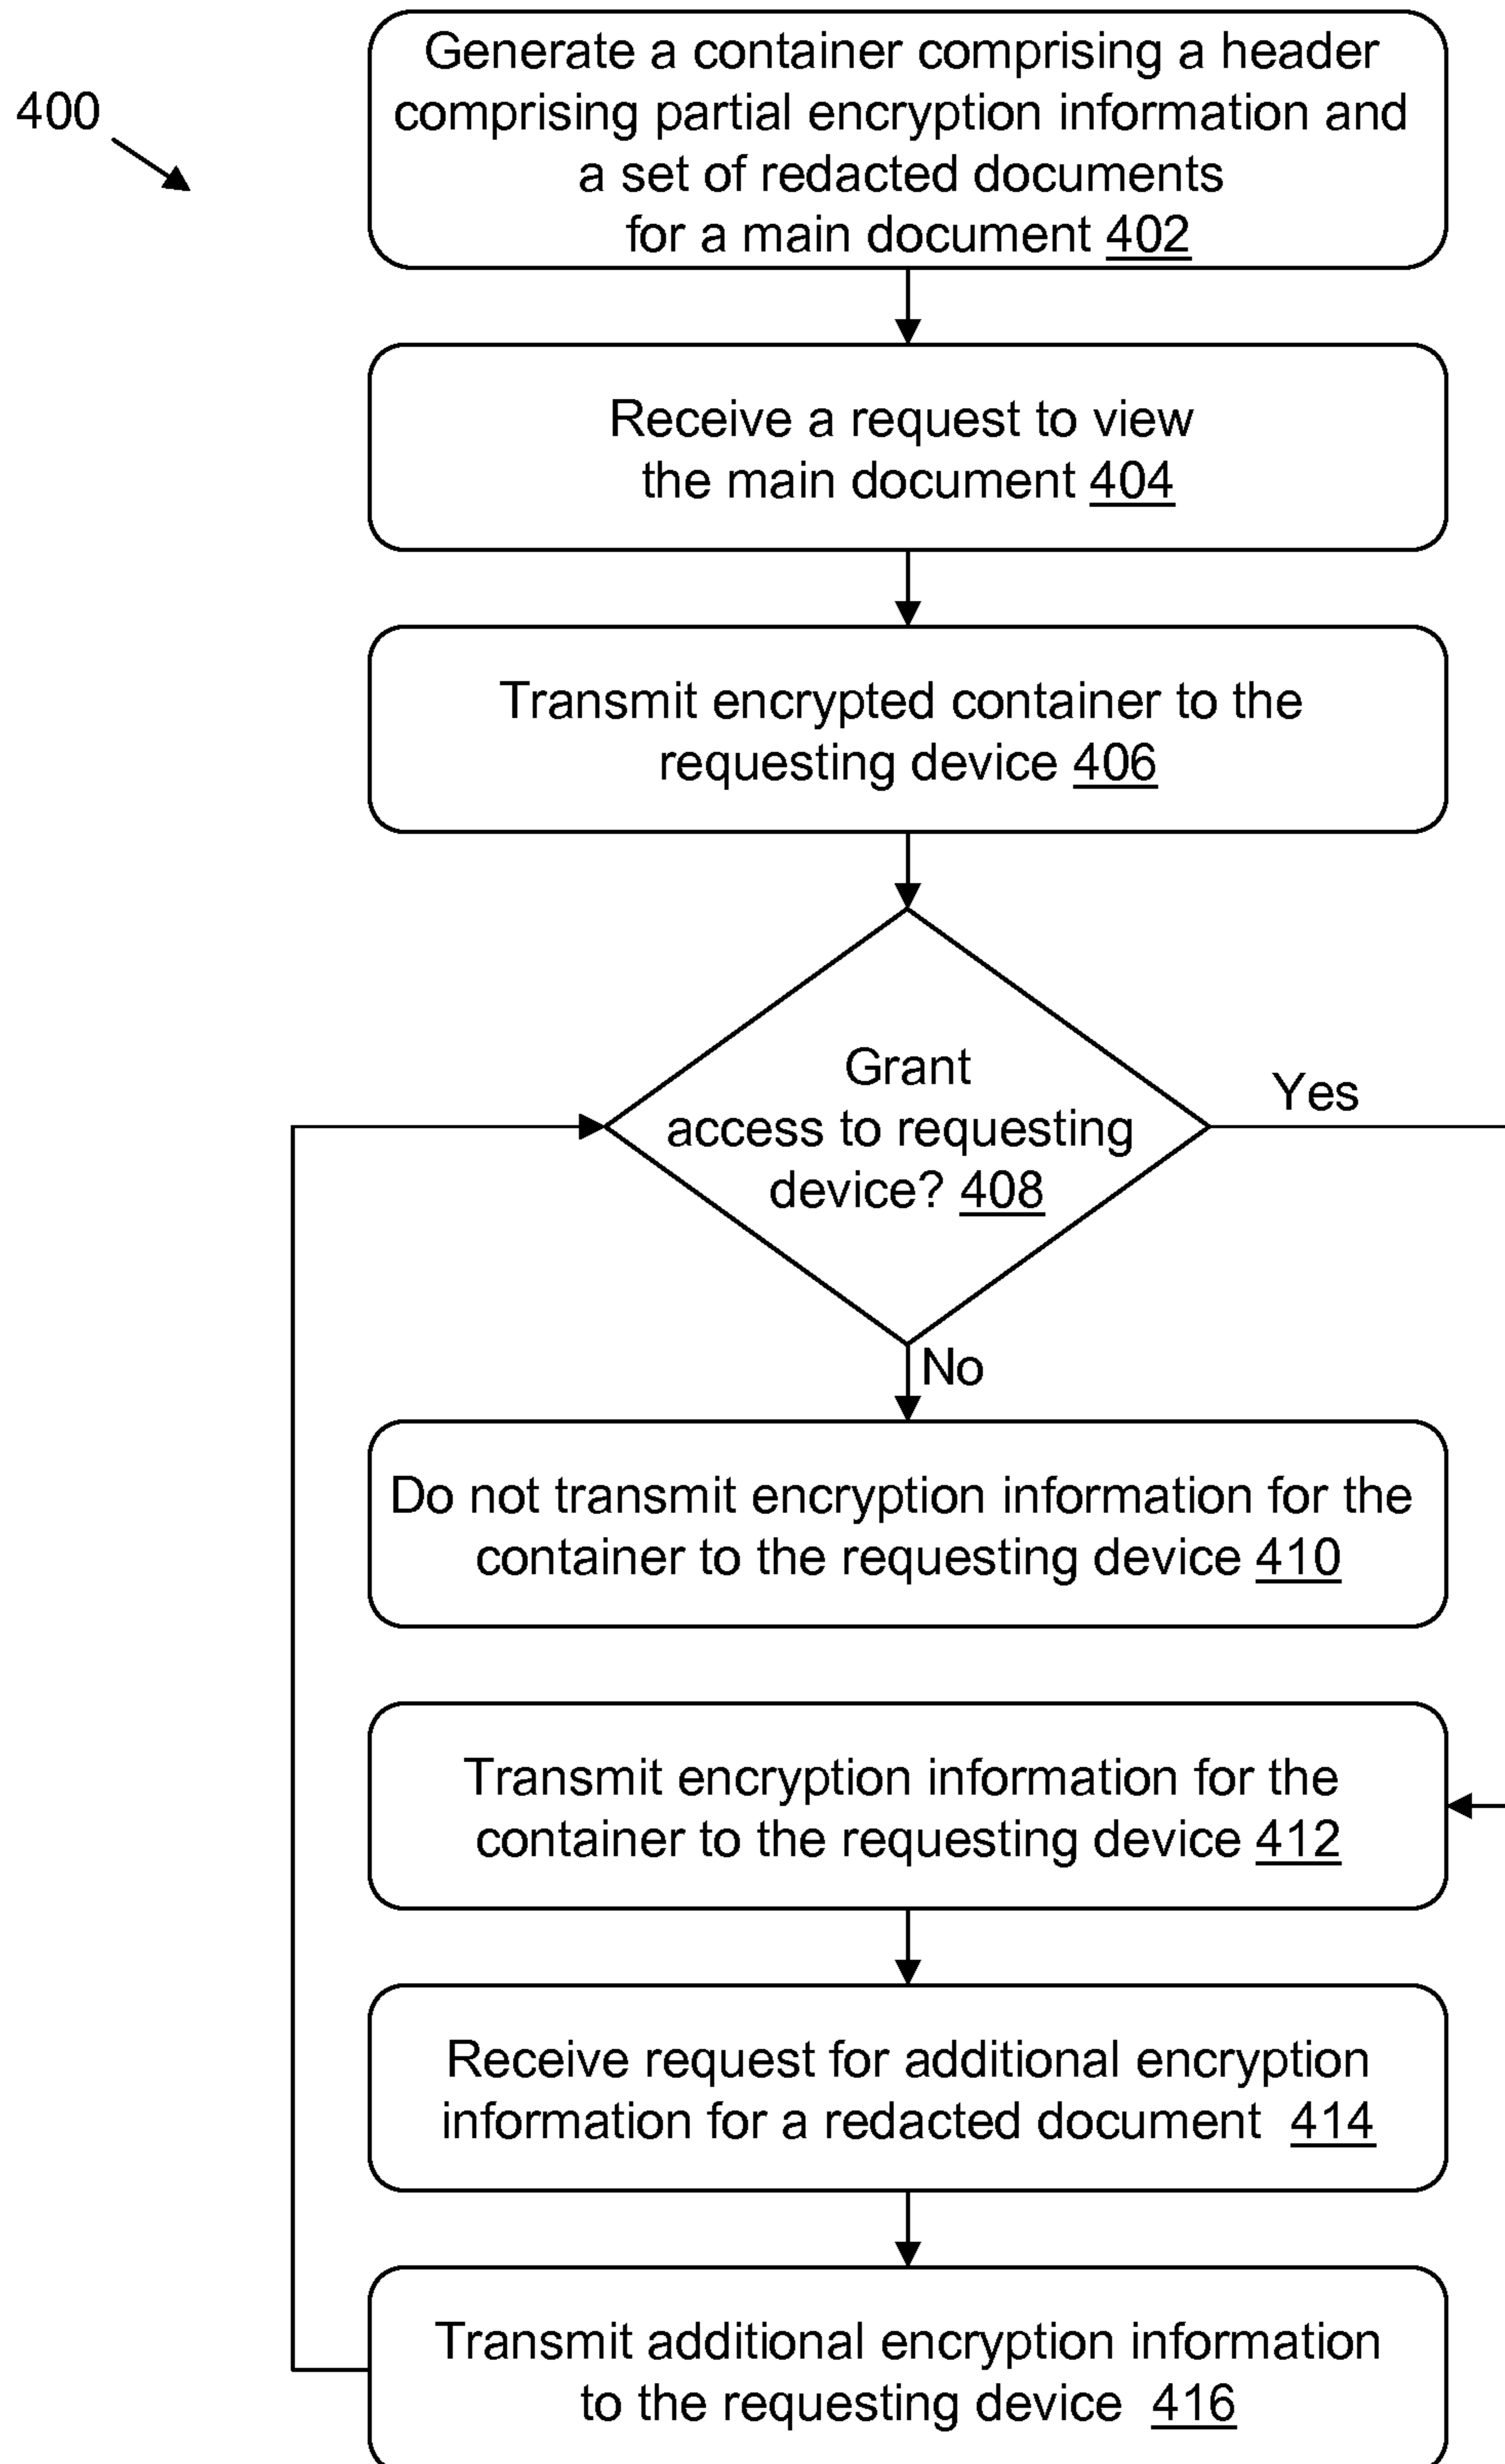 400
Generate a container comprising a header
comprising partial encryption information and
a set of redacted documents
for a main document 402
Receive a request to view
the main document 404
Transmit encrypted container to the
requesting device 406
Grant
access to requesting
device? 408
Yes
No
Do not transmit encryption information for the
container to the requesting device 410
Transmit encryption information for the
container to the requesting device 412
Receive request for additional encryption
information for a redacted document 414
Transmit additional encryption information
to the requesting device 416